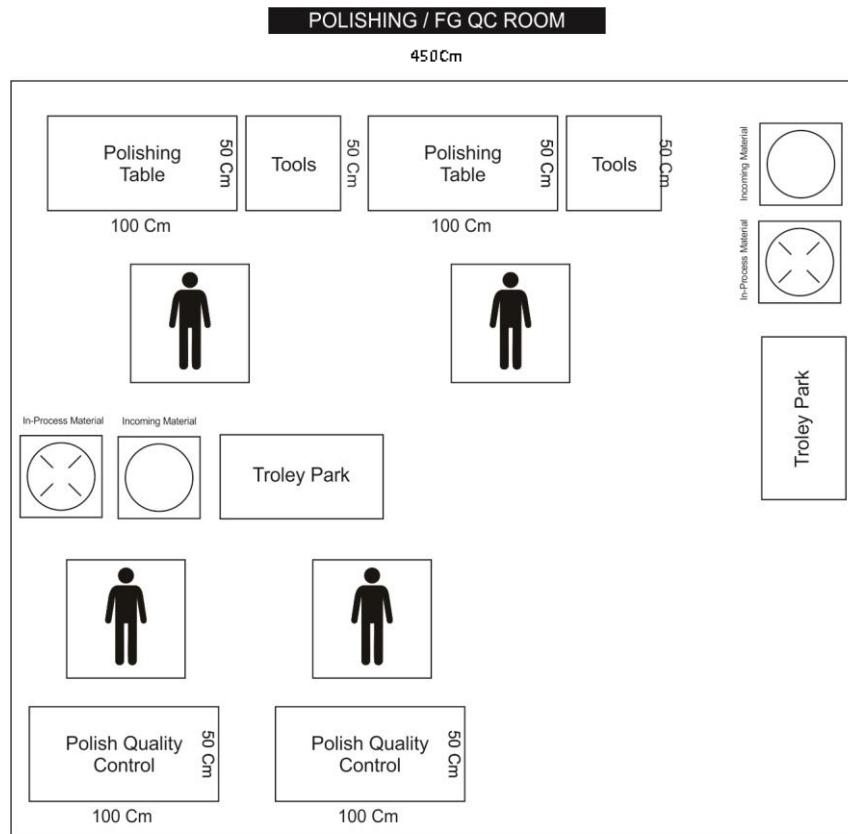 POLISHING / FG QC ROOM
450Cm
Polishing
Table
50 Cm
100 Cm
Tools
50 Cm
Polishing
Table
50 Cm
100 Cm
Tools
50 Cm
Incoming Material
In-Process Material
Troley Park
In-Process Material
Incoming Material
Troley Park
Polish Quality
Control
50 Cm
100 Cm
Polish Quality
Control
50 Cm
100 Cm